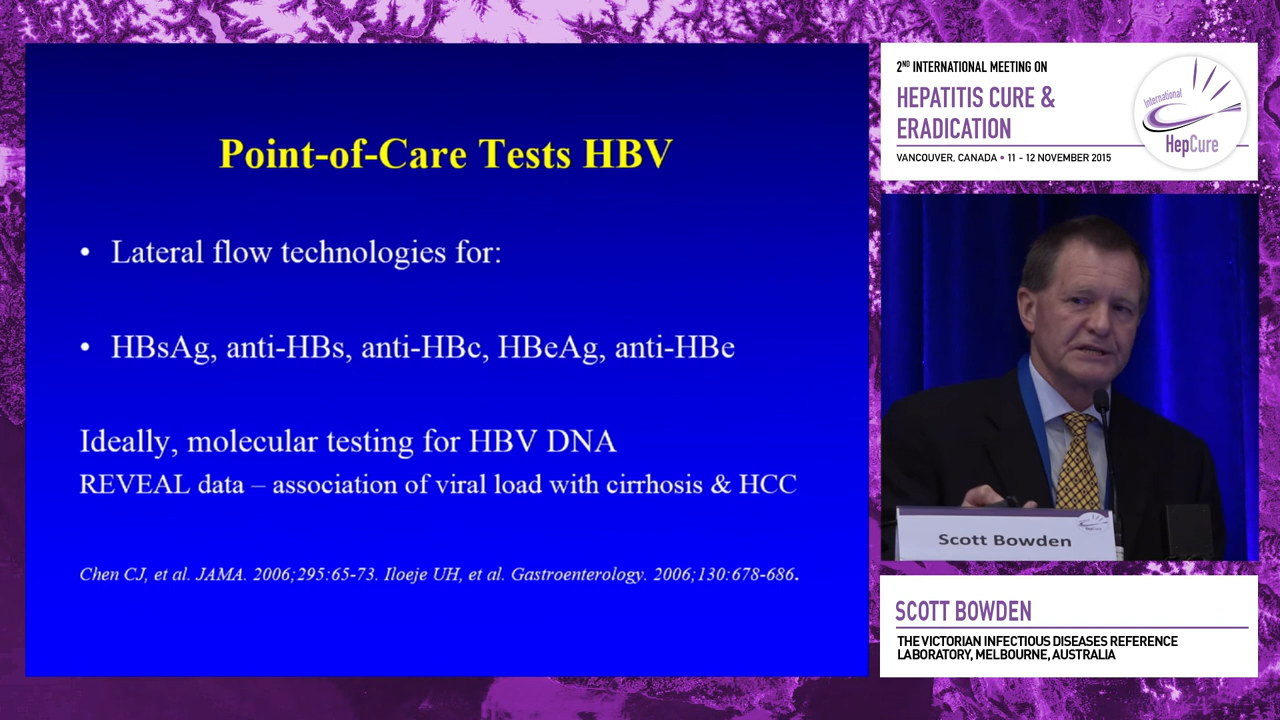 Point-of-Care Tests HBV
• Lateral flow technologies for:
• HBsAg, anti-HBs, anti-HBc, HBeAg, anti-HBe
Ideally, molecular testing for HBV DNA
REVEAL data – association of viral load with cirrhosis & HCC
Chen CJ, et al. JAMA. 2006;295:65-73. Iloeje UH, et al. Gastroenterology. 2006;130:678-686.
2ND INTERNATIONAL MEETING ON
HEPATITIS CURE &
ERADICATION
VANCOUVER, CANADA • 11 - 12 NOVEMBER 2015
International
HepCure
Scott Bowden
SCOTT BOWDEN
THE VICTORIAN INFECTIOUS DISEASES REFERENCE
LABORATORY, MELBOURNE, AUSTRALIA